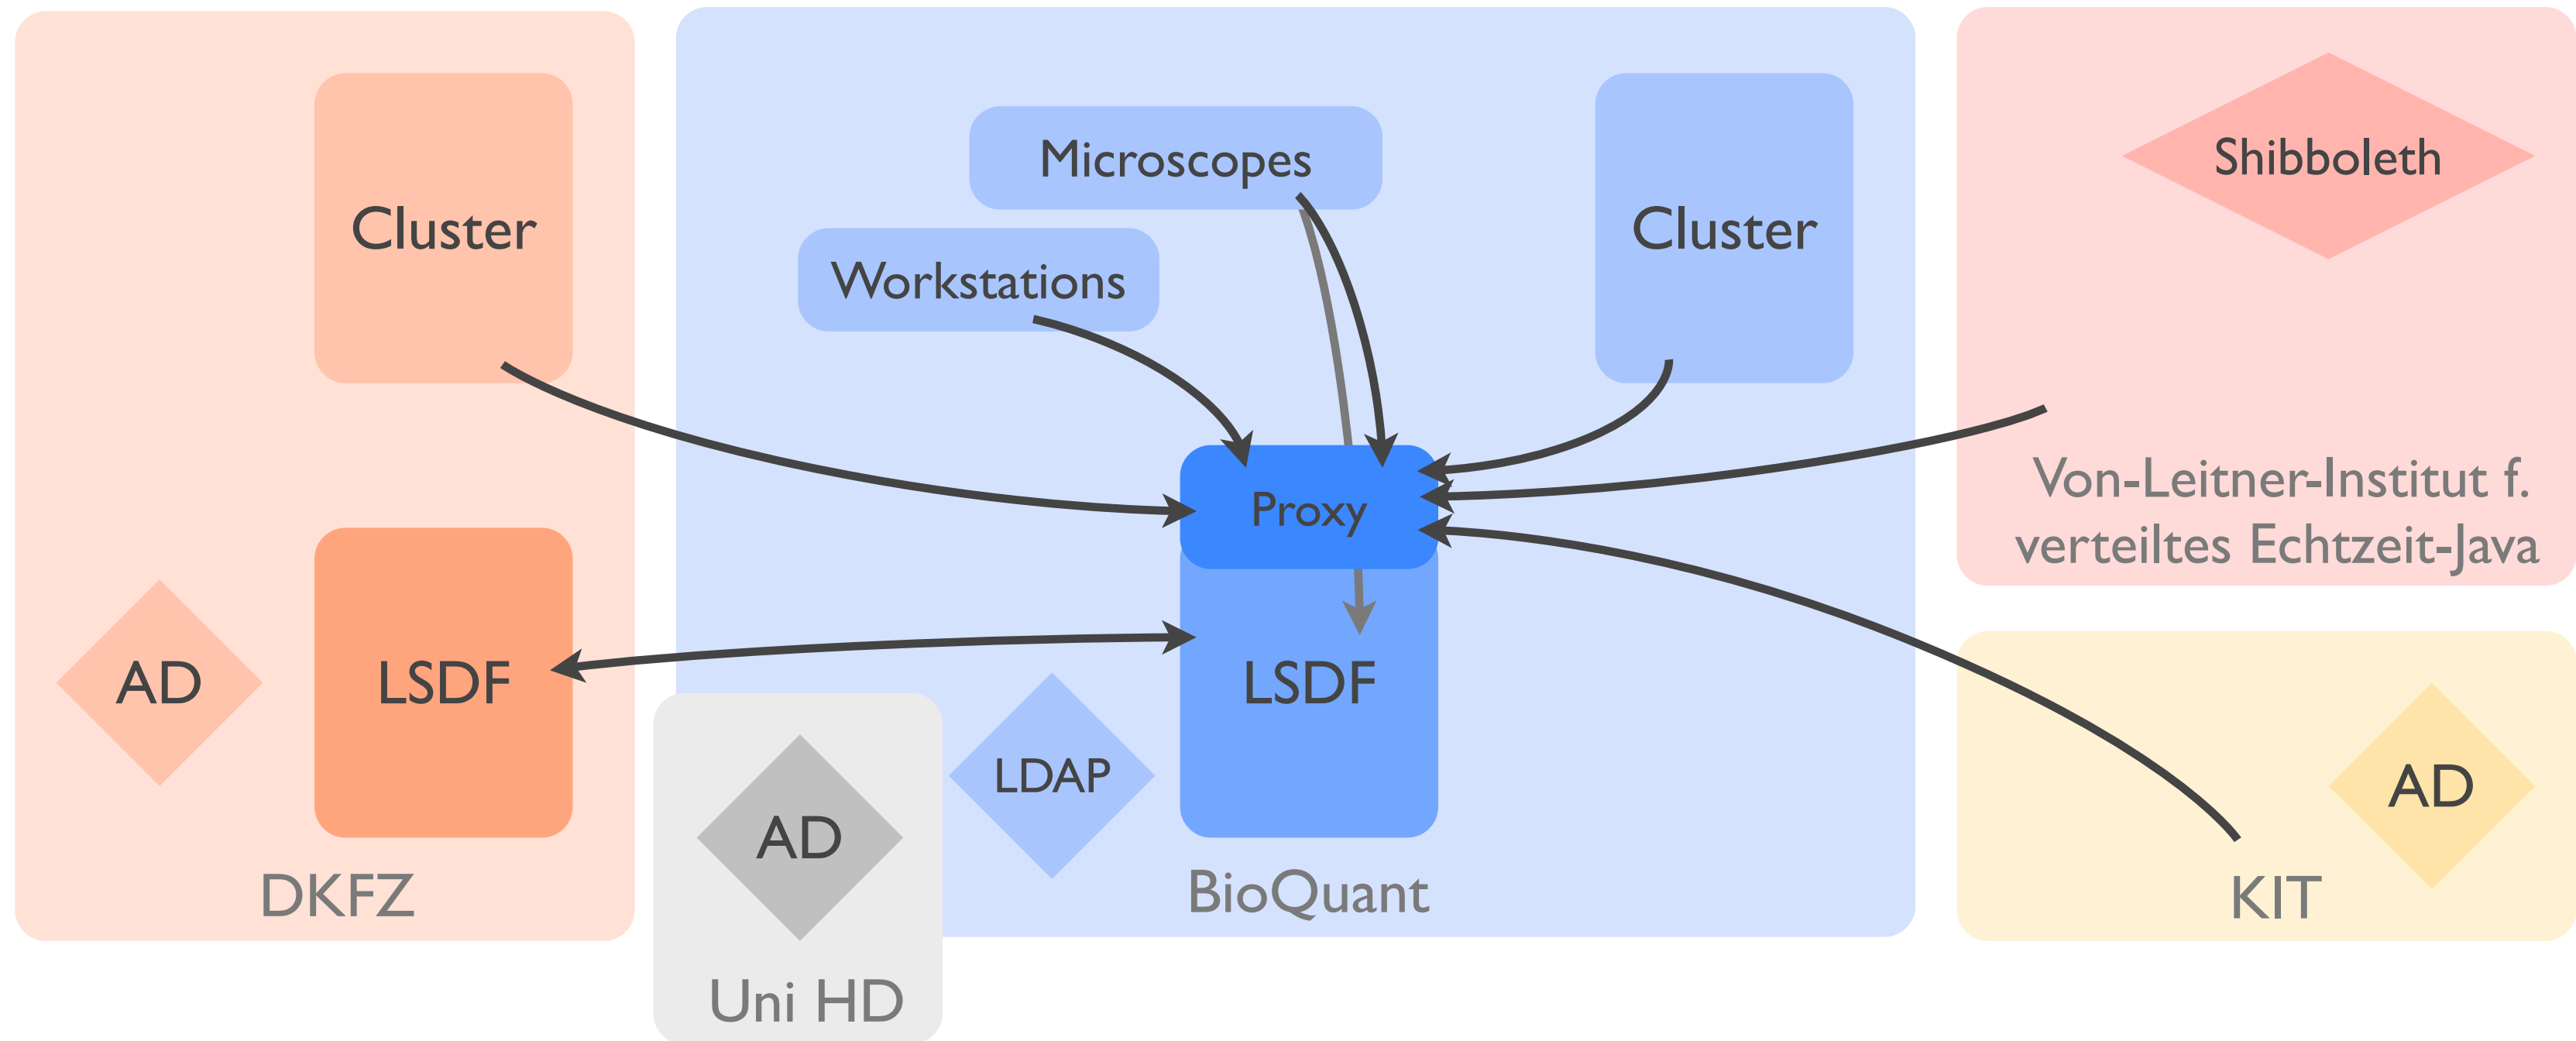 Cluster
AD
LSDF
DKFZ
AD
Uni HD
Microscopes
Workstations
Cluster
Proxy
LSDF
LDAP
BioQuant
Shibboleth
Von-Leitner-Institut f.
verteiltes Echtzeit-Java
AD
KIT